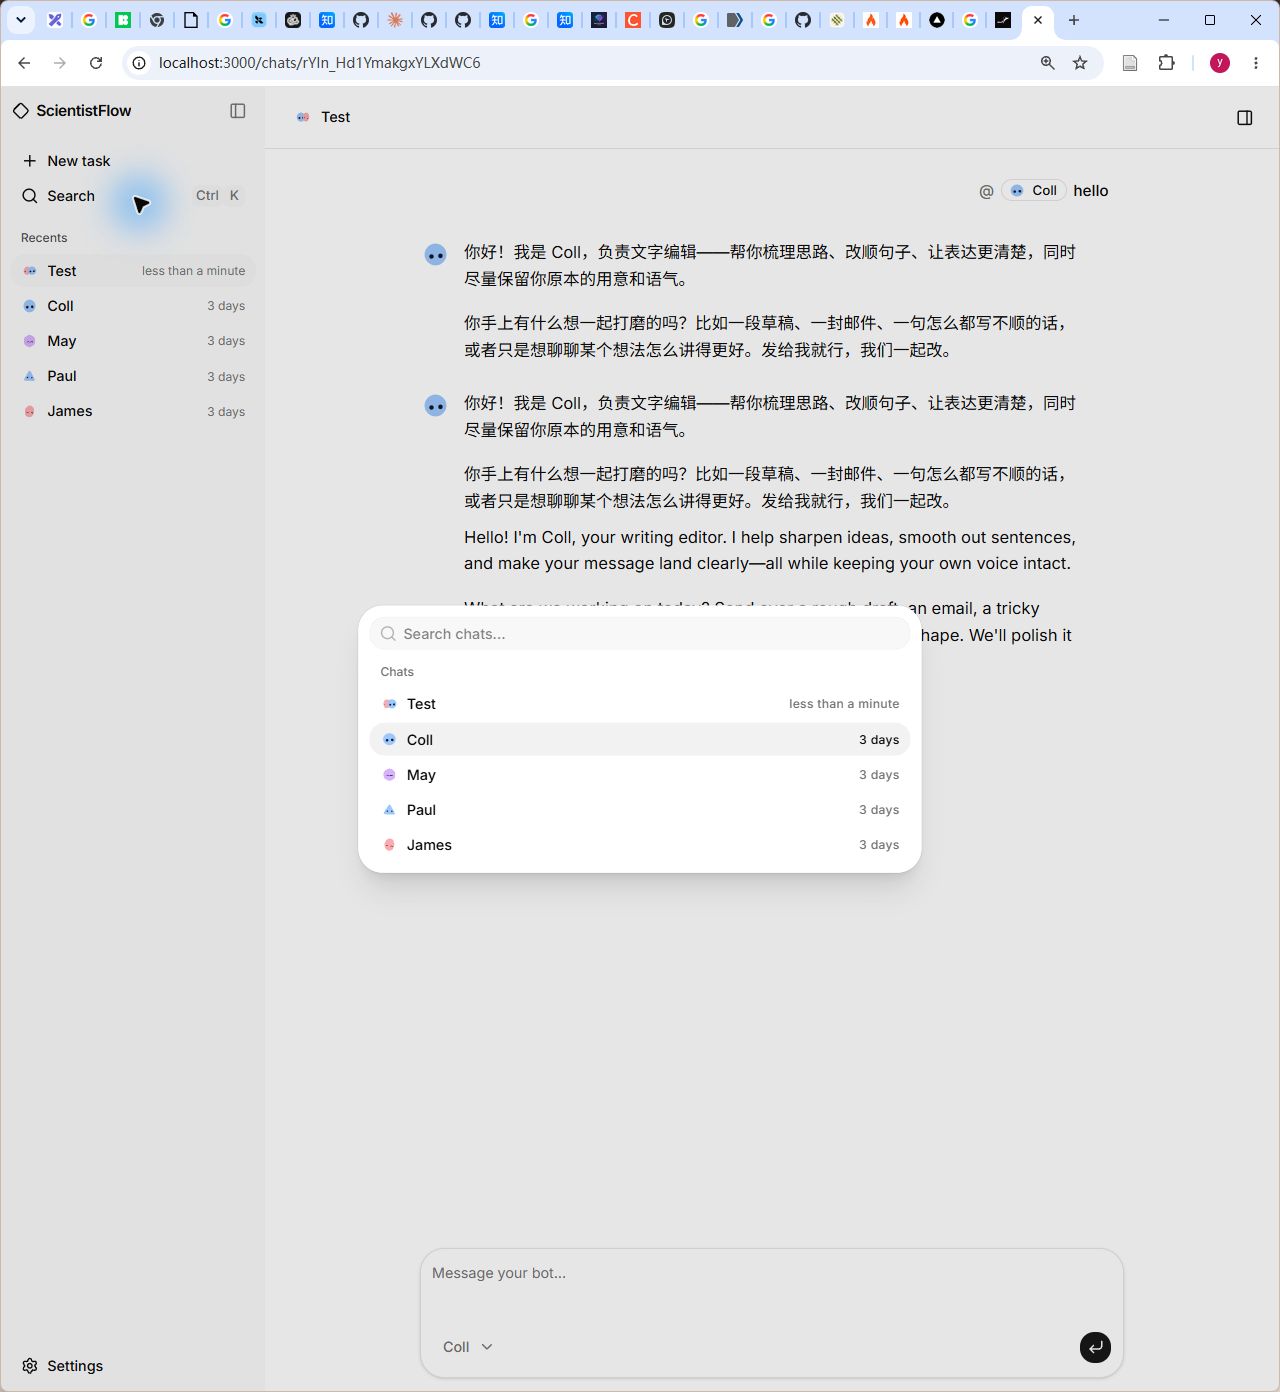 localhost:3000/chats/rYIn_Hd1YmakgxYLXdWC6
y
ScientistFlow
New task
Search Ctrl K
Recents
Test less than a minute
Coll 3 days
May 3 days
Paul 3 days
James 3 days
Settings
Test
@ Coll hello
你好！我是 Coll，负责文字编辑——帮你梳理思路、改顺句子、让表达更清楚，同时
尽量保留你原本的用意和语气。
你手上有什么想一起打磨的吗？比如一段草稿、一封邮件、一句怎么都写不顺的话，
或者只是想聊聊某个想法怎么讲得更好。发给我就行，我们一起改。
你好！我是 Coll，负责文字编辑——帮你梳理思路、改顺句子、让表达更清楚，同时
尽量保留你原本的用意和语气。
你手上有什么想一起打磨的吗？比如一段草稿、一封邮件、一句怎么都写不顺的话，
或者只是想聊聊某个想法怎么讲得更好。发给我就行，我们一起改。
Hello! I'm Coll, your writing editor. I help sharpen ideas, smooth out sentences,
and make your message land clearly—all while keeping your own voice intact.
an email, a tricky
We'll polish it
Search chats...
Chats
Test less than a minute
Coll 3 days
May 3 days
Paul 3 days
James 3 days
Message your bot...
Coll